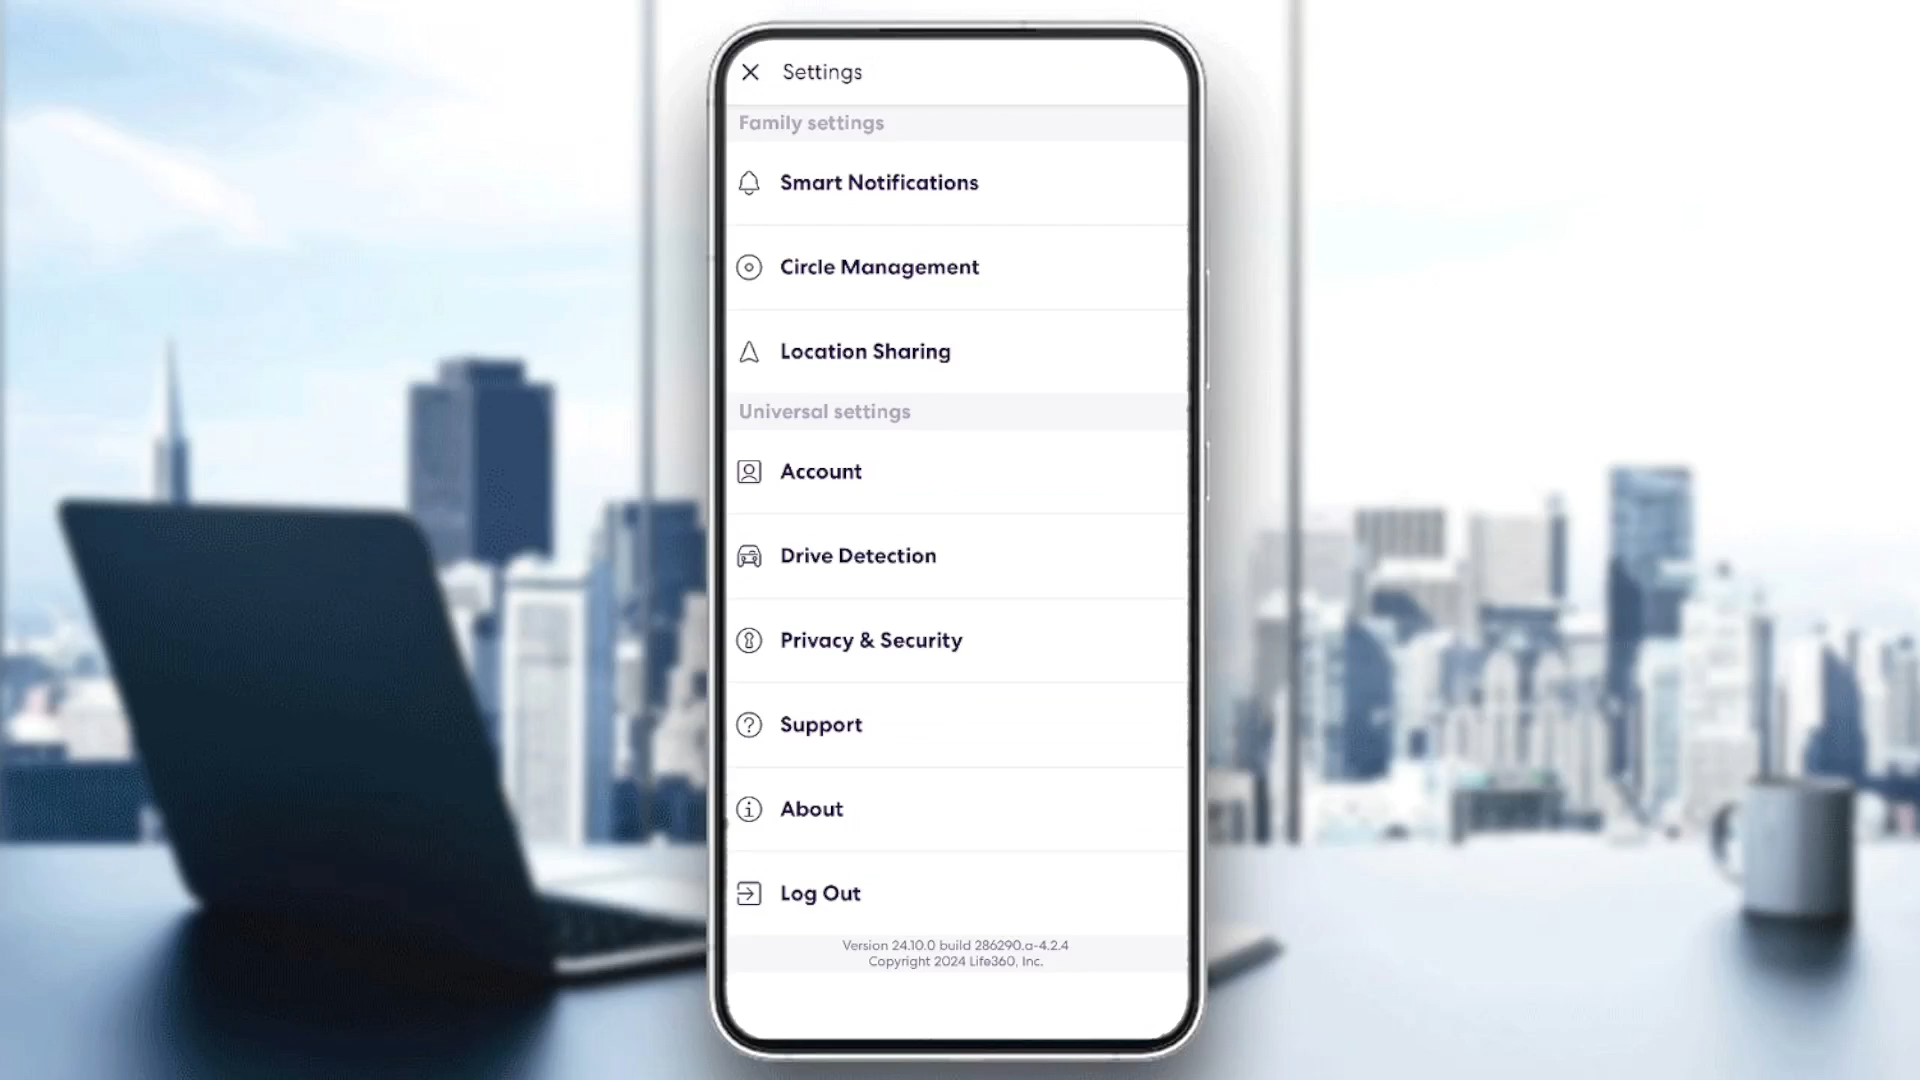 Settings
Family settings
Smart Notifications
Circle Management
Location Sharing
Universal settings
Account
Drive Detection
Privacy & Security
Support
About
Log Out
Version 24.10.0 build 286290.a-4.2.4
Copyright 2024 Life360, Inc.